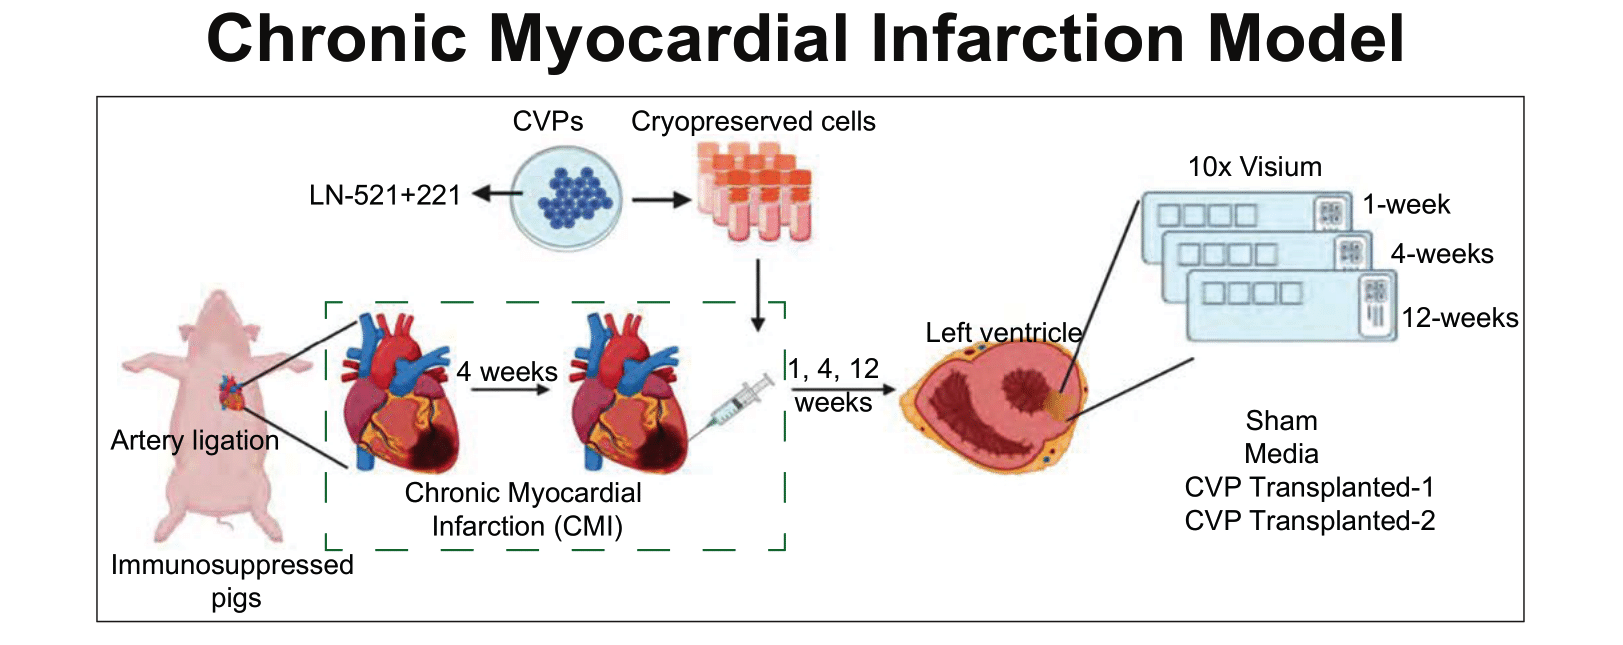 Chronic Myocardial Infarction Model
CVPs
Cryopreserved cells
LN-521+221
10x Visium
1-week
4-weeks
12-weeks
Left ventricle
4 weeks
1, 4, 12
weeks
Artery ligation
Chronic Myocardial
Infarction (CMI)
Immunosuppressed
pigs
Sham
Media
CVP Transplanted-1
CVP Transplanted-2